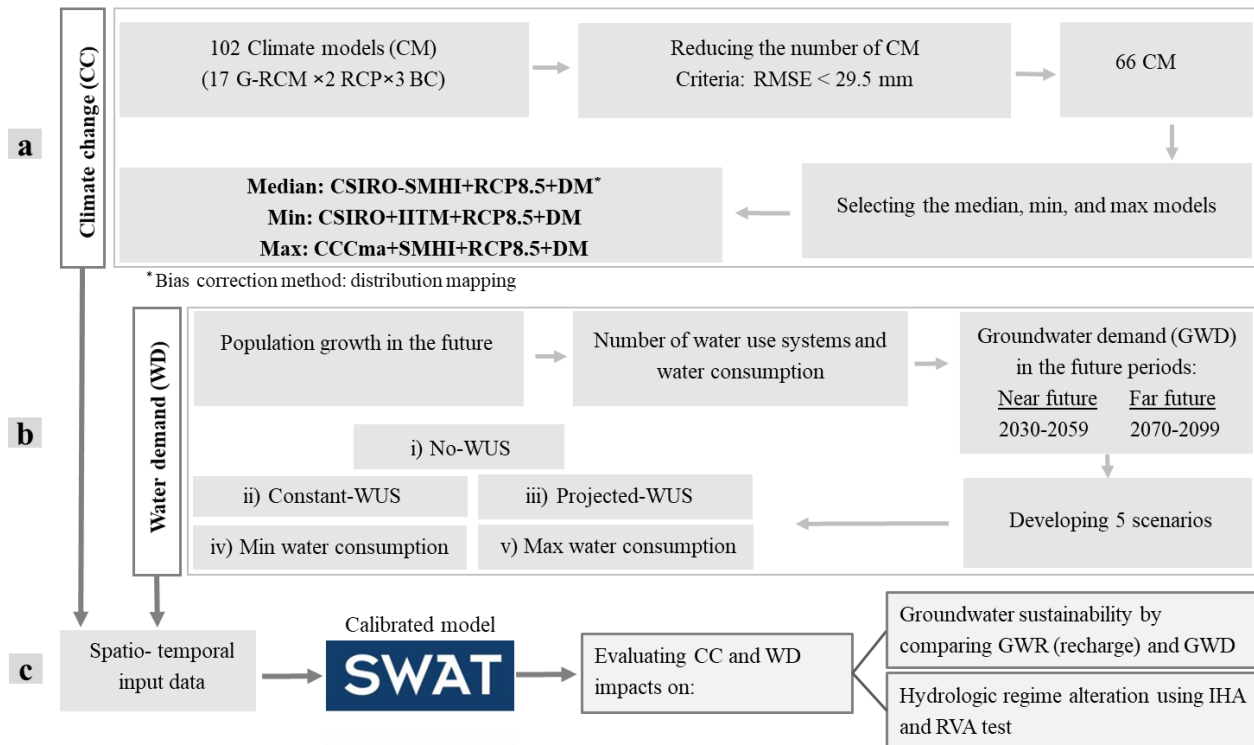 a
Climate change (CC)
102 Climate models (CM)
(17 G-RCM ×2 RCP×3 BC)
Reducing the number of CM
Criteria: RMSE < 29.5 mm
66 CM
Selecting the median, min, and max models
Median: CSIRO-SMHI+RCP8.5+DM*
Min: CSIRO+IITM+RCP8.5+DM
Max: CCCma+SMHI+RCP8.5+DM
* Bias correction method: distribution mapping
b
Water demand (WD)
Population growth in the future
Number of water use systems and
water consumption
Groundwater demand (GWD)
in the future periods:
Near future Far future
2030-2059 2070-2099
Developing 5 scenarios
i) No-WUS
ii) Constant-WUS
iii) Projected-WUS
iv) Min water consumption
v) Max water consumption
c
Spatio- temporal
input data
Calibrated model
SWAT
Evaluating CC and WD
impacts on:
Groundwater sustainability by
comparing GWR (recharge) and GWD
Hydrologic regime alteration using IHA
and RVA test